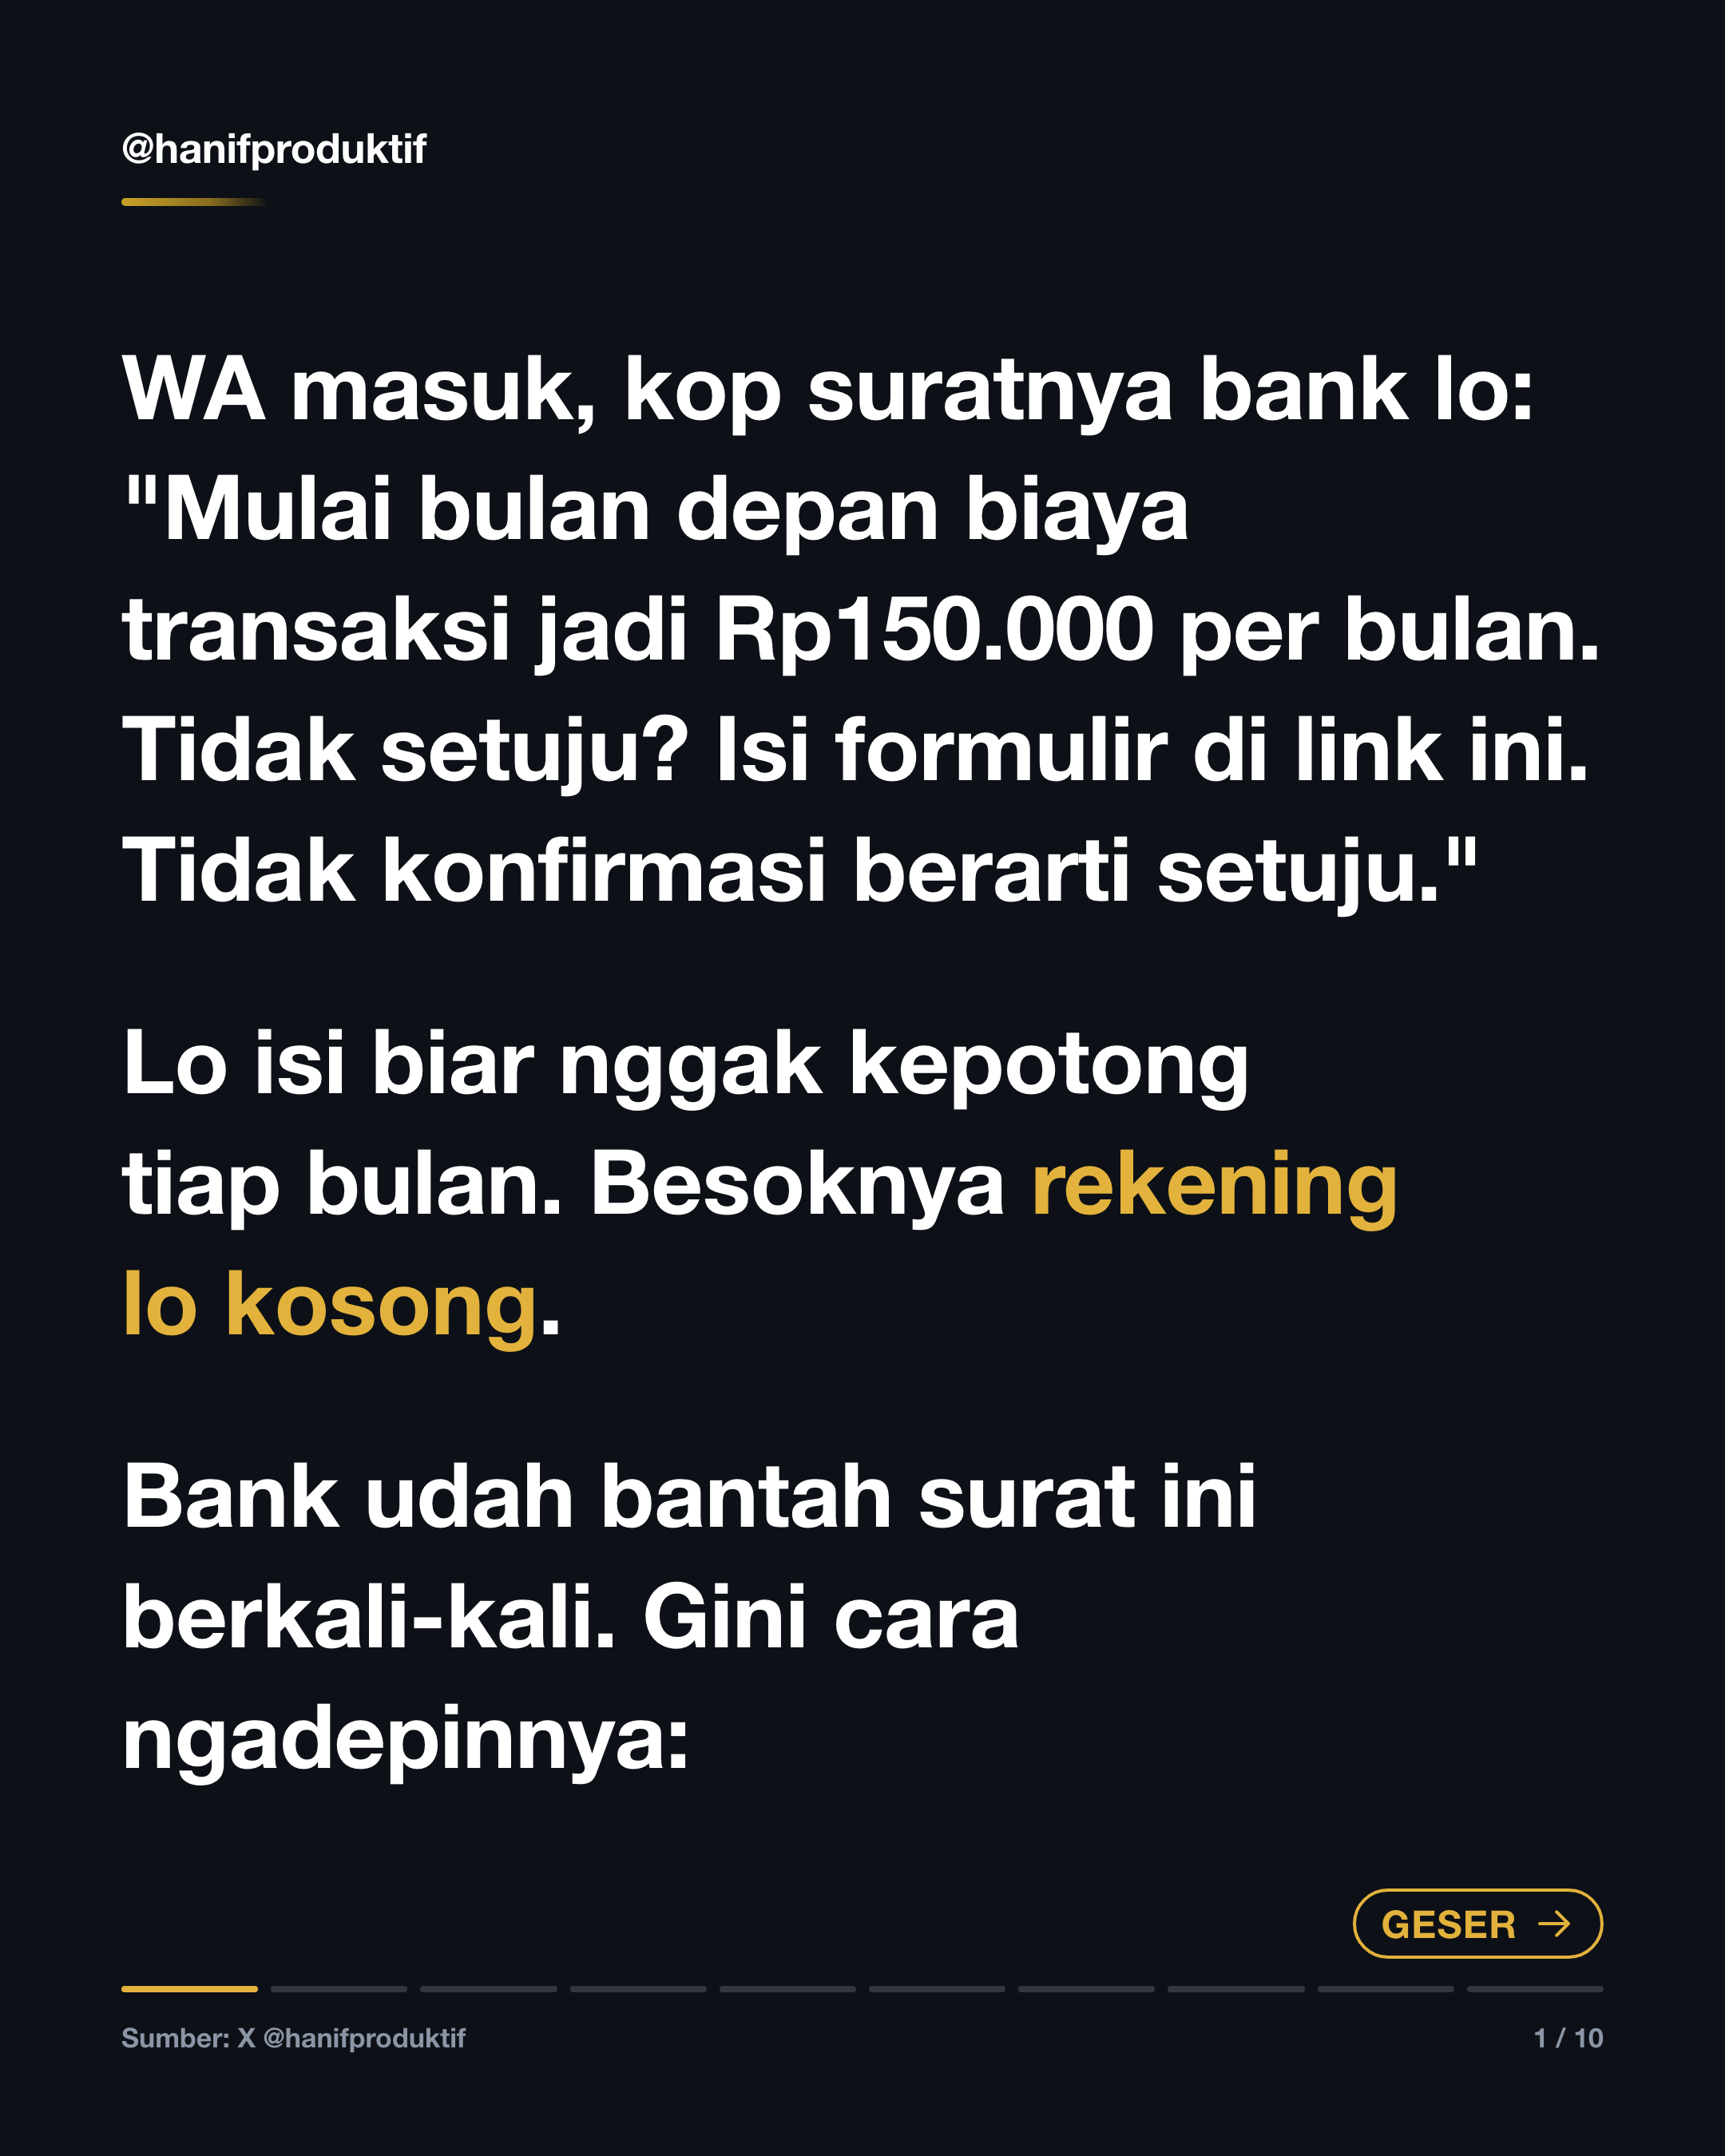 @hanifproduktif
WA masuk, kop suratnya bank lo:
"Mulai bulan depan biaya
transaksi jadi Rp150.000 per bulan.
Tidak setuju? Isi formulir di link ini.
Tidak konfirmasi berarti setuju."
Lo isi biar nggak kepotong
tiap bulan. Besoknya rekening
lo kosong.
Bank udah bantah surat ini
berkali-kali. Gini cara
ngadepinnya:
GESER →
Sumber: X @hanifproduktif
1 / 10